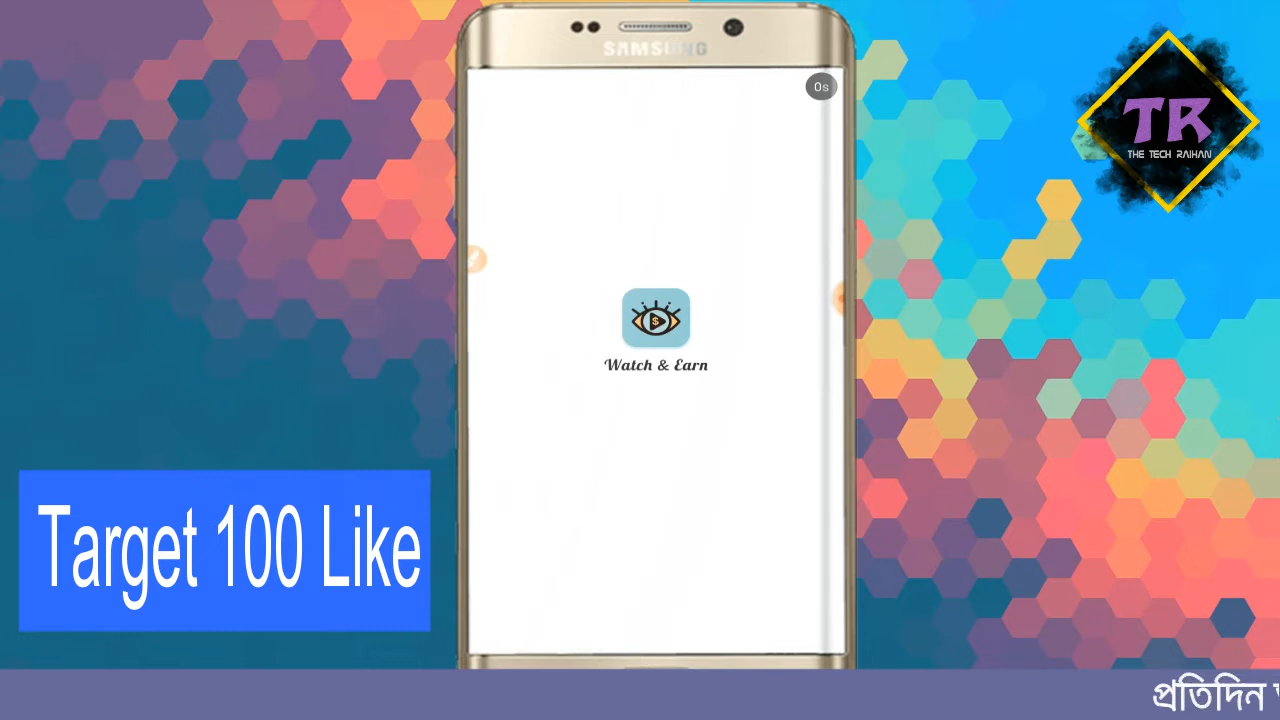 SAMSUNG
0s
TR
THE TECH RAIHAN
Watch & Earn
Target 100 Like
প্রতিদিন